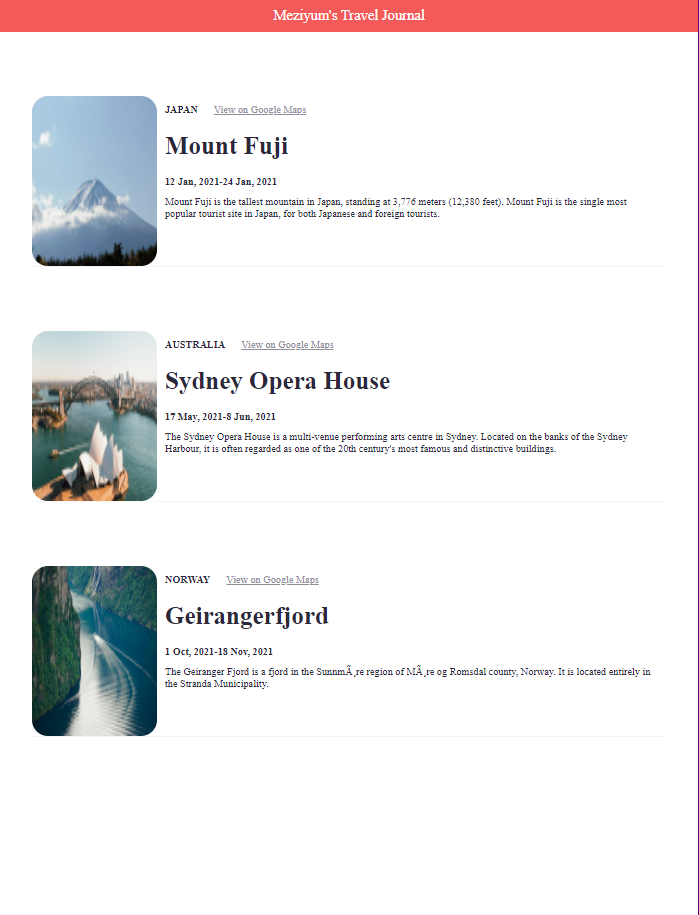 Meziyum's Travel Journal
JAPAN View on Google Maps
Mount Fuji
12 Jan, 2021-24 Jan, 2021
Mount Fuji is the tallest mountain in Japan, standing at 3,776 meters (12,380 feet). Mount Fuji is the single most
popular tourist site in Japan, for both Japanese and foreign tourists.
AUSTRALIA View on Google Maps
Sydney Opera House
17 May, 2021-8 Jun, 2021
The Sydney Opera House is a multi-venue performing arts centre in Sydney. Located on the banks of the Sydney
Harbour, it is often regarded as one of the 20th century's most famous and distinctive buildings.
NORWAY View on Google Maps
Geirangerfjord
1 Oct, 2021-18 Nov, 2021
The Geiranger Fjord is a fjord in the SunnmÃ¸re region of MÃ¸re og Romsdal county, Norway. It is located entirely in
the Stranda Municipality.